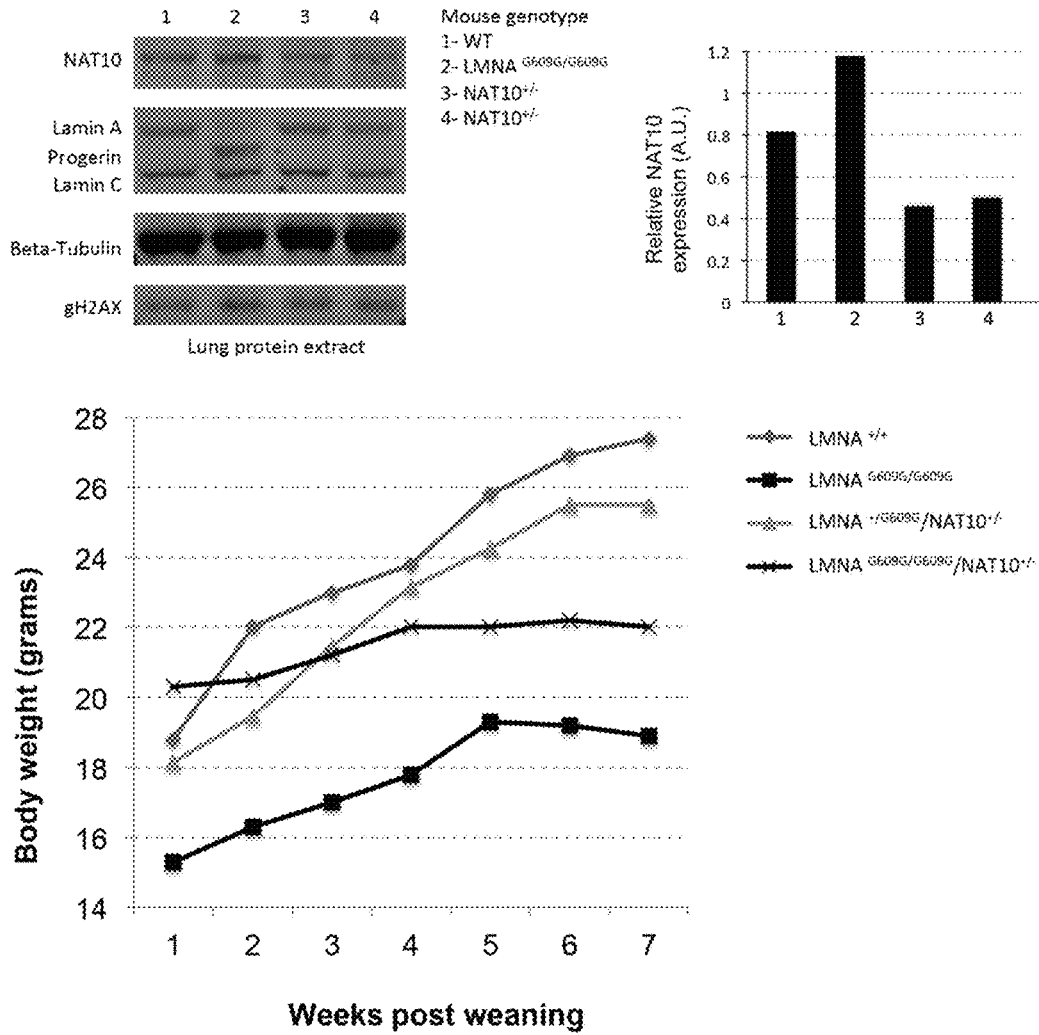 1 2 3 4
NAT10
Lamin A
Progerin
Lamin C
Beta-Tubulin
gH2AX
Lung protein extract
Mouse genotype
1- WT
2- LMNA G609G/G609G
3- NAT10+/-
4- NAT10+/-
Relative NAT10
expression (A.U.)
1.2
1
0.8
0.6
0.4
0.2
0
1 2 3 4
Body weight (grams)
28
26
24
22
20
18
16
14
1 2 3 4 5 6 7
Weeks post weaning
LMNA +/+
LMNA G609G/G609G
LMNA +/G609G/NAT10+/-
LMNA G609G/G609G/NAT10+/-